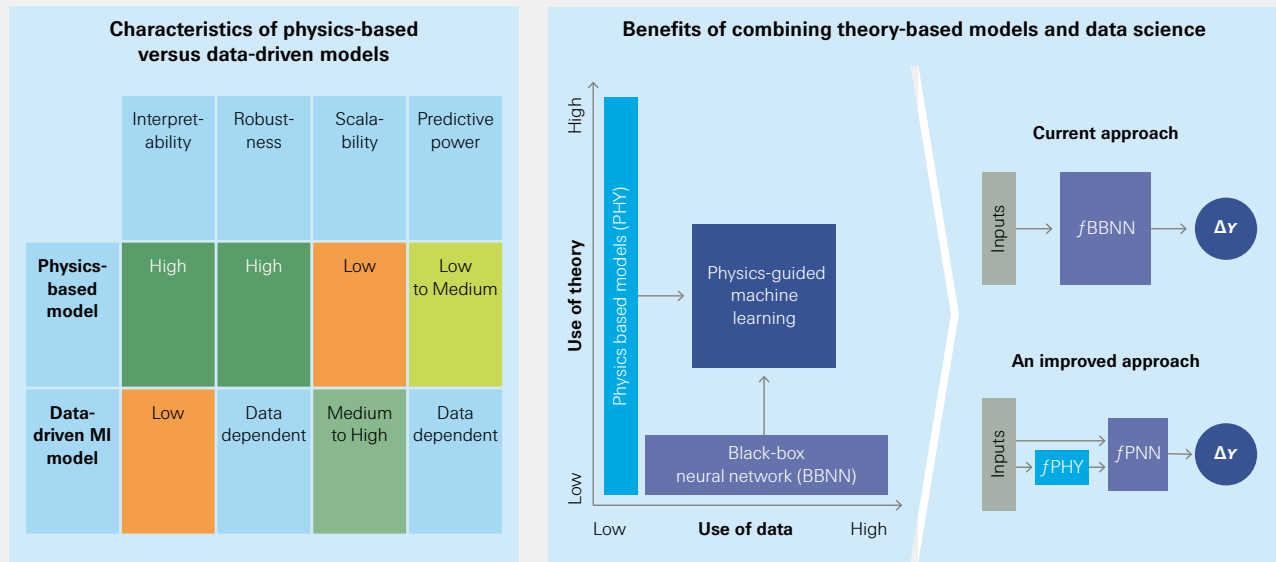 Characteristics of physics-based
versus data-driven models
Interpret-
ability
Robust-
ness
Scala-
bility
Predictive
power
Physics-
based
model
High
High
Low
Low
to Medium
Data-
driven MI
model
Low
Data
dependent
Medium
to High
Data
dependent
Benefits of combining theory-based models and data science
High
Use of theory
Low
Physics based models (PHY)
Physics-guided
machine
learning
Black-box
neural network (BBNN)
Low
Use of data
High
Current approach
Inputs
ƒBBNN
ΔY
An improved approach
Inputs
ƒPHY
ƒPNN
ΔY